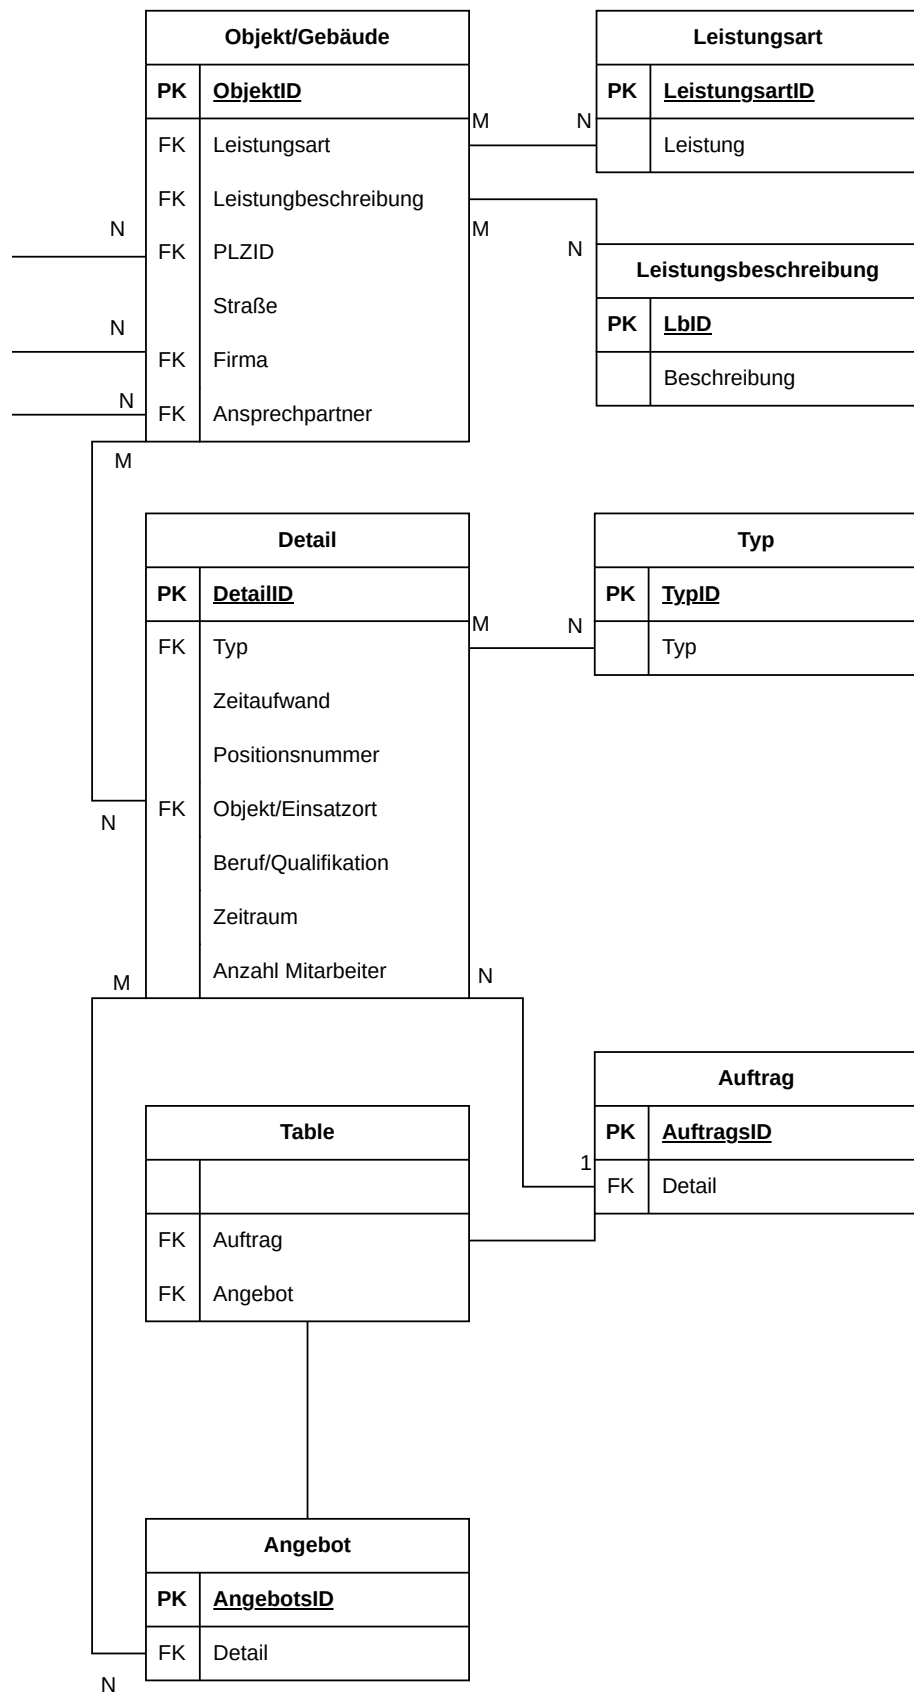 Objekt/Gebäude
PK ObjektID
FK Leistungsart
FK Leistungbeschreibung
FK PLZID
Straße
FK Firma
FK Ansprechpartner
Leistungsart
PK LeistungsartID
Leistung
M N
M N
Leistungsbeschreibung
PK LbID
Beschreibung
N
N
N
M
Detail
PK DetailID
FK Typ
Zeitaufwand
Positionsnummer
FK Objekt/Einsatzort
Beruf/Qualifikation
Zeitraum
Anzahl Mitarbeiter
Typ
PK TypID
Typ
M N
N
M N
Auftrag
PK AuftragsID
FK Detail
1
Table
FK Auftrag
FK Angebot
Angebot
PK AngebotsID
FK Detail
N